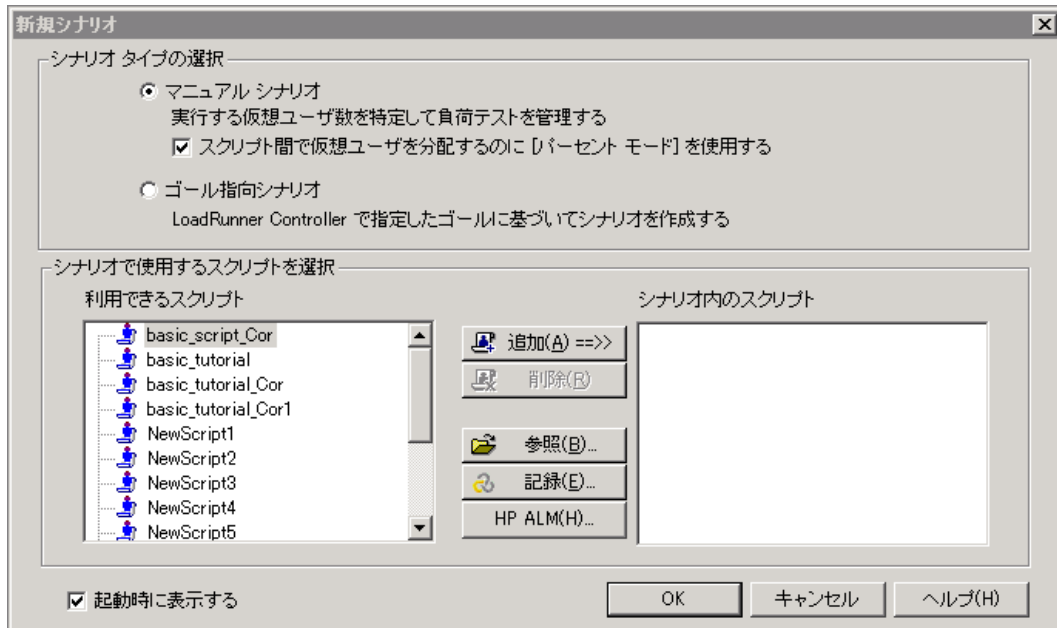 新規シナリオ
シナリオ タイプの選択
マニュアル シナリオ
実行する仮想ユーザ数を特定して負荷テストを管理する
スクリプト間で仮想ユーザを分配するのに [パーセント モード] を使用する
ゴール指向シナリオ
LoadRunner Controller で指定したゴールに基づいてシナリオを作成する
シナリオで使用するスクリプトを選択
利用できるスクリプト
basic_script_Cor
basic_tutorial
basic_tutorial_Cor
basic_tutorial_Cor1
NewScript1
NewScript2
NewScript3
NewScript4
NewScript5
追加(A) ==>>
削除(R)
参照(B)...
記録(E)...
HP ALM(H)...
シナリオ内のスクリプト
起動時に表示する
OK
キャンセル
ヘルプ(H)